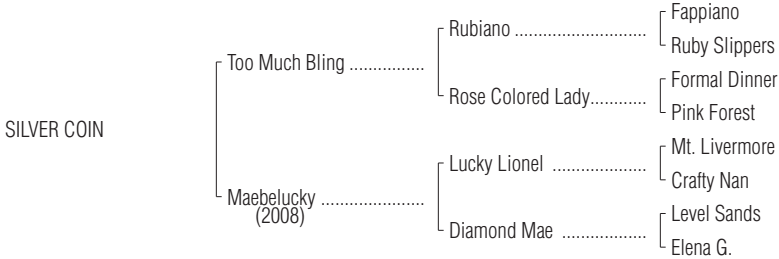 Fappiano
Rubiano ............................
Ruby Slippers
Too Much Bling ................
Formal Dinner
Rose Colored Lady............
Pink Forest
SILVER COIN
Mt. Livermore
Lucky Lionel ....................
Crafty Nan
Maebelucky ......................
(2008)
Level Sands
Diamond Mae ..................
Elena G.